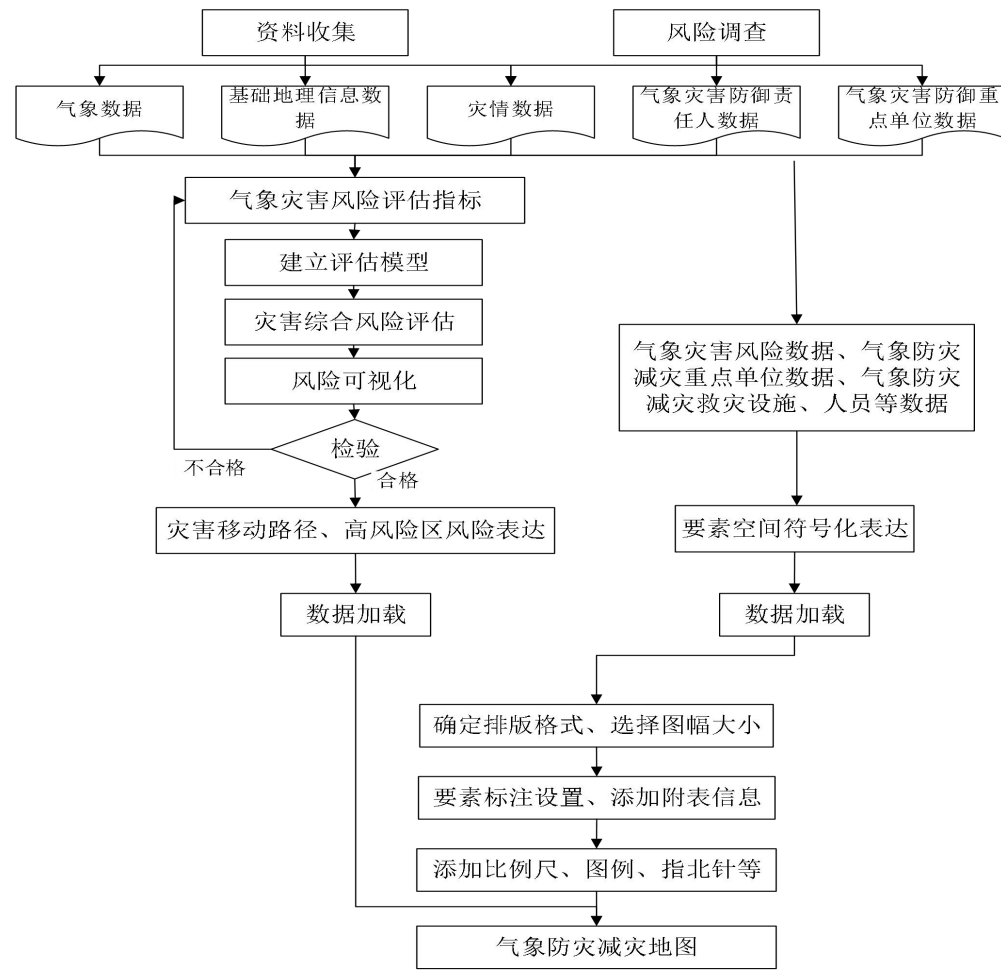 资料收集
风险调查
气象数据
基础地理信息数
据
灾情数据
气象灾害防御责
任人数据
气象灾害防御重
点单位数据
气象灾害风险评估指标
建立评估模型
灾害综合风险评估
风险可视化
检验
不合格
合格
灾害移动路径、高风险区风险表达
数据加载
气象灾害风险数据、气象防灾
减灾重点单位数据、气象防灾
减灾救灾设施、人员等数据
要素空间符号化表达
数据加载
确定排版格式、选择图幅大小
要素标注设置、添加附表信息
添加比例尺、图例、指北针等
气象防灾减灾地图